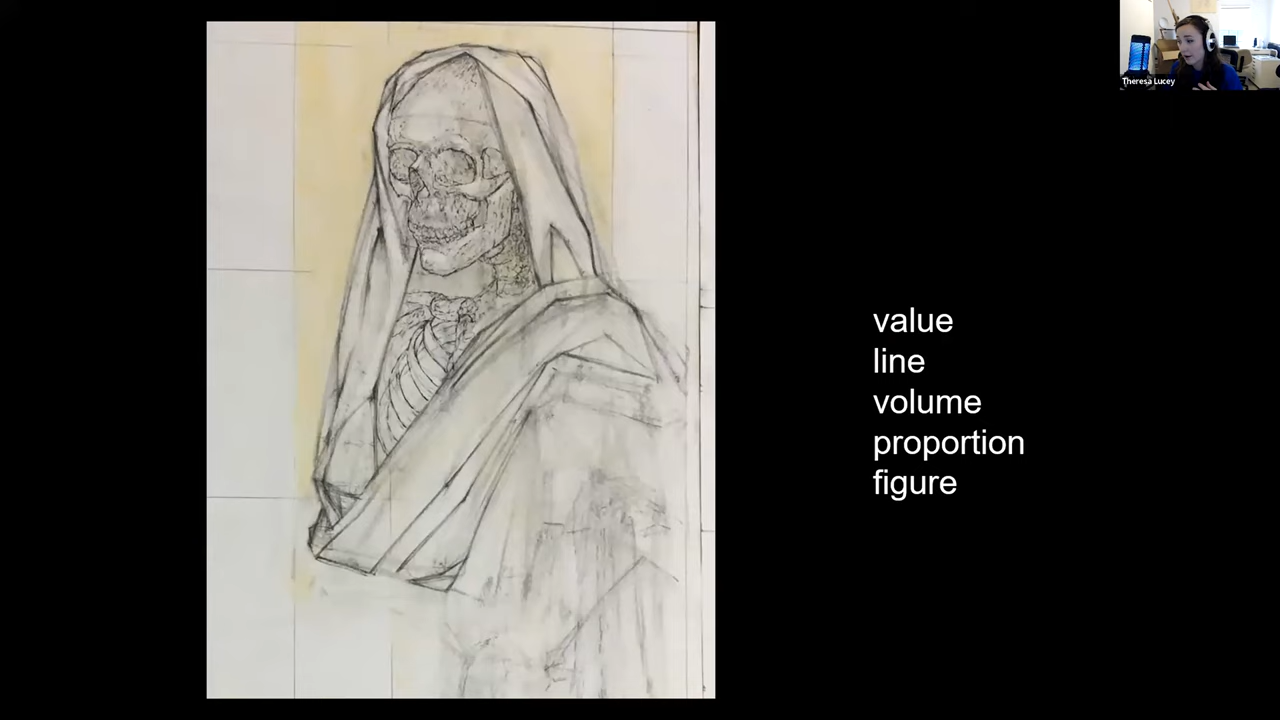 Theresa Lucey
value
line
volume
proportion
figure